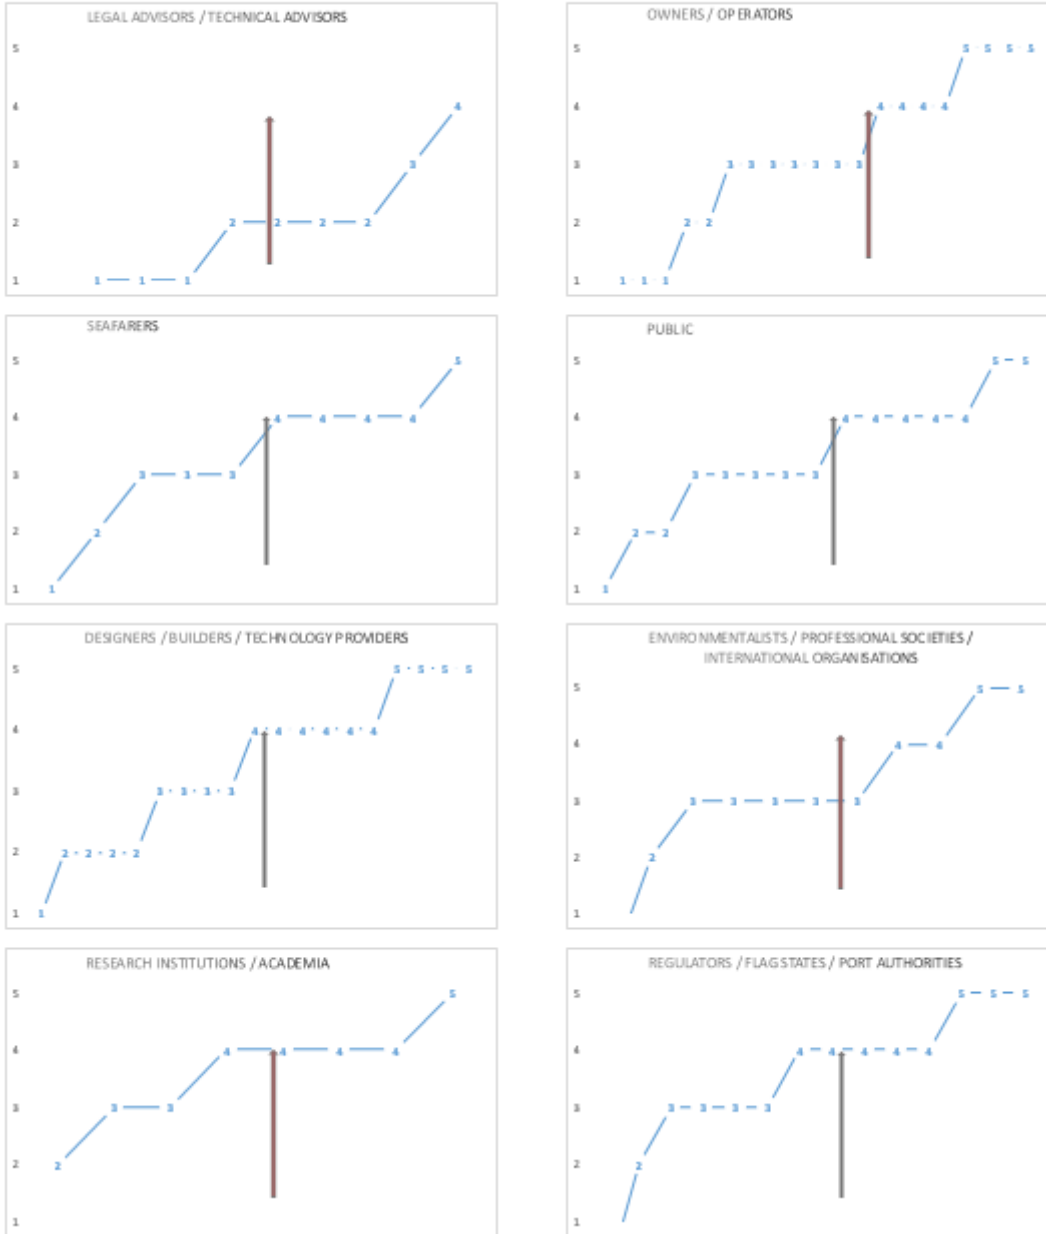 LEGAL ADVISORS / TECHNICAL ADVISORS
5
4
3
2
1
1 1 1 2 2 2 2 3 4
OWNERS / OPERATORS
5
4
3
2
1
1 1 1 2 2 3 3 3 3 3 3 3 4 4 4 4 5 5 5 5
SEAFARERS
5
4
3
2
1
1 2 3 3 3 4 4 4 4 5
PUBLIC
5
4
3
2
1
1 2 2 3 3 3 3 3 4 4 4 4 4 5 5
DESIGNERS / BUILDERS / TECHNOLOGY PROVIDERS
5
4
3
2
1
1 2 2 2 2 3 3 3 3 4 4 4 4 4 4 5 5 5 5
ENVIRONMENTALISTS / PROFESSIONAL SOCIETIES /
INTERNATIONAL ORGANISATIONS
5
4
3
2
1
2 3 3 3 3 3 4 4 5 5
RESEARCH INSTITUTIONS / ACADEMIA
5
4
3
2
1
2 3 3 4 4 4 4 5
REGULATORS / FLAG STATES / PORT AUTHORITIES
5
4
3
2
1
2 3 3 3 3 4 4 4 4 4 5 5 5